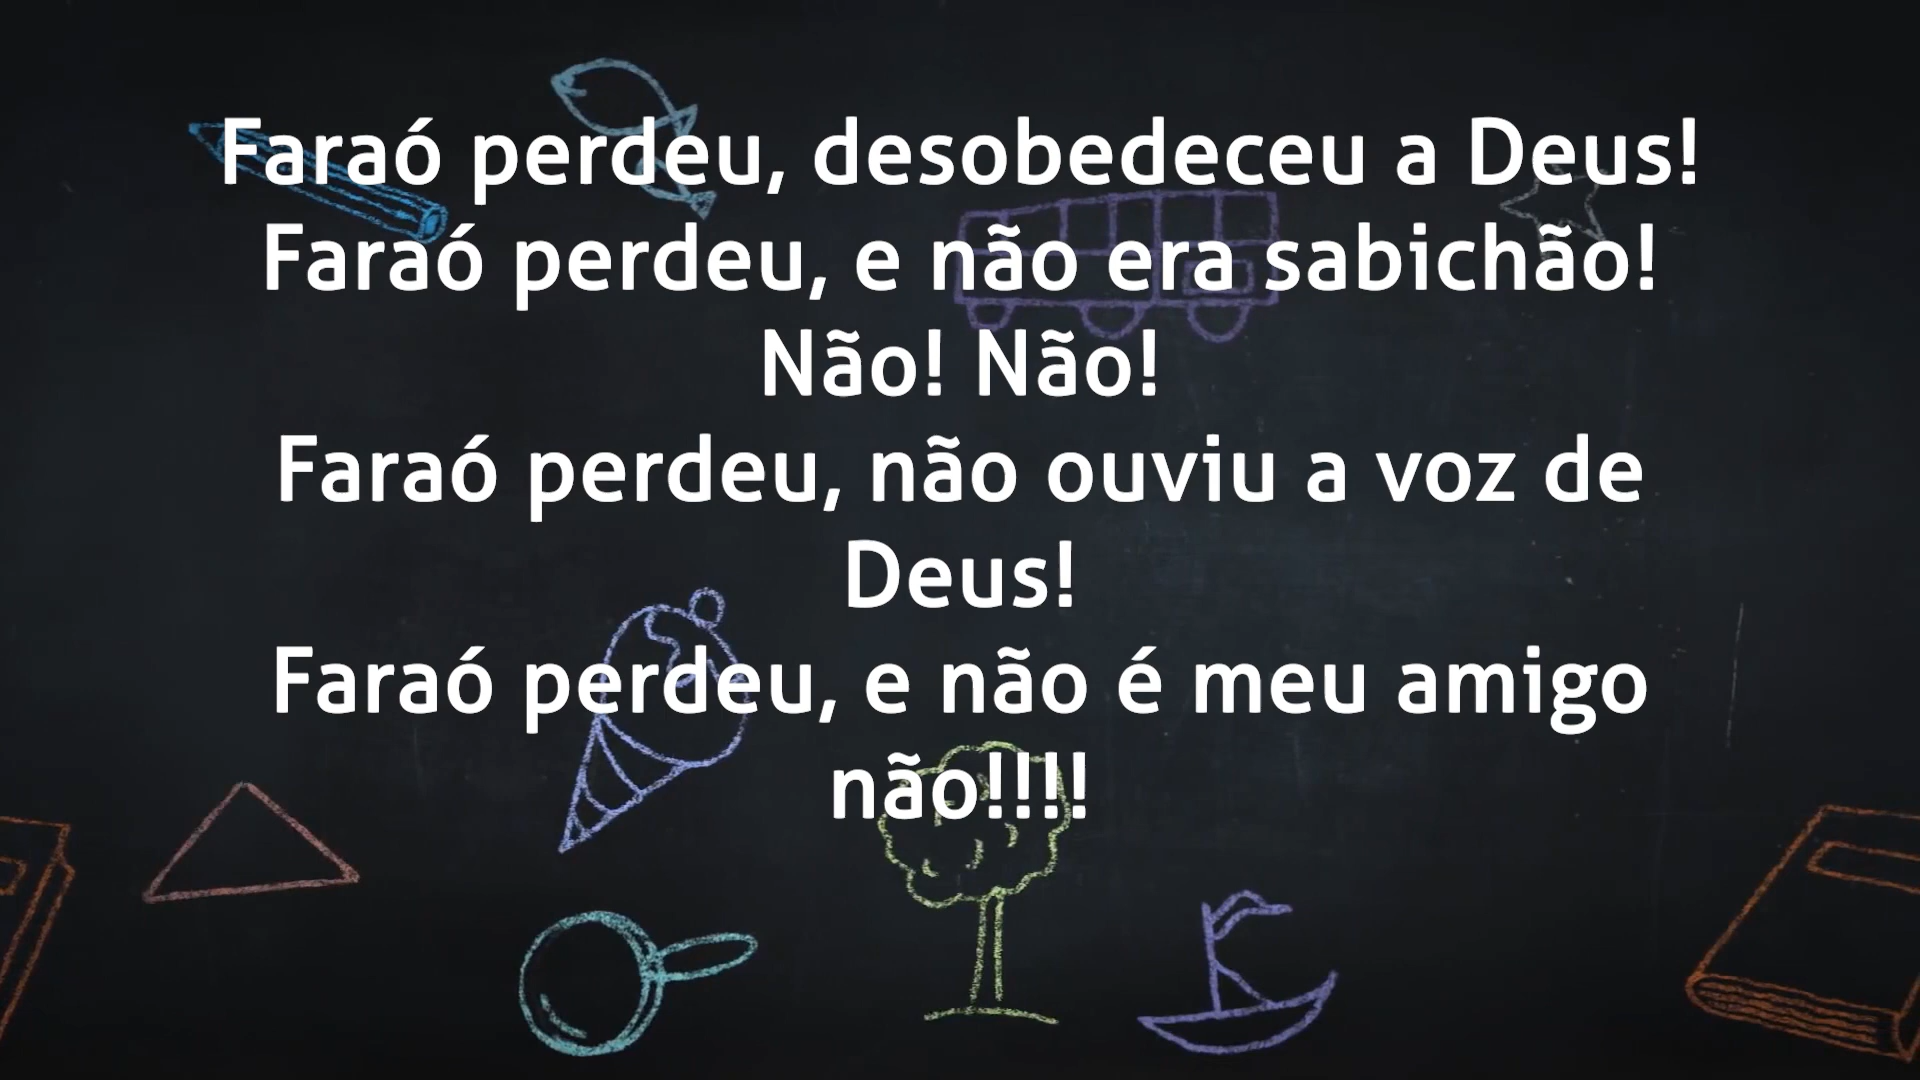 Faraó perdeu, desobedeceu a Deus!
Faraó perdeu, e não era sabichão!
Não! Não!
Faraó perdeu, não ouviu a voz de
Deus!
Faraó perdeu, e não é meu amigo
não!!!!